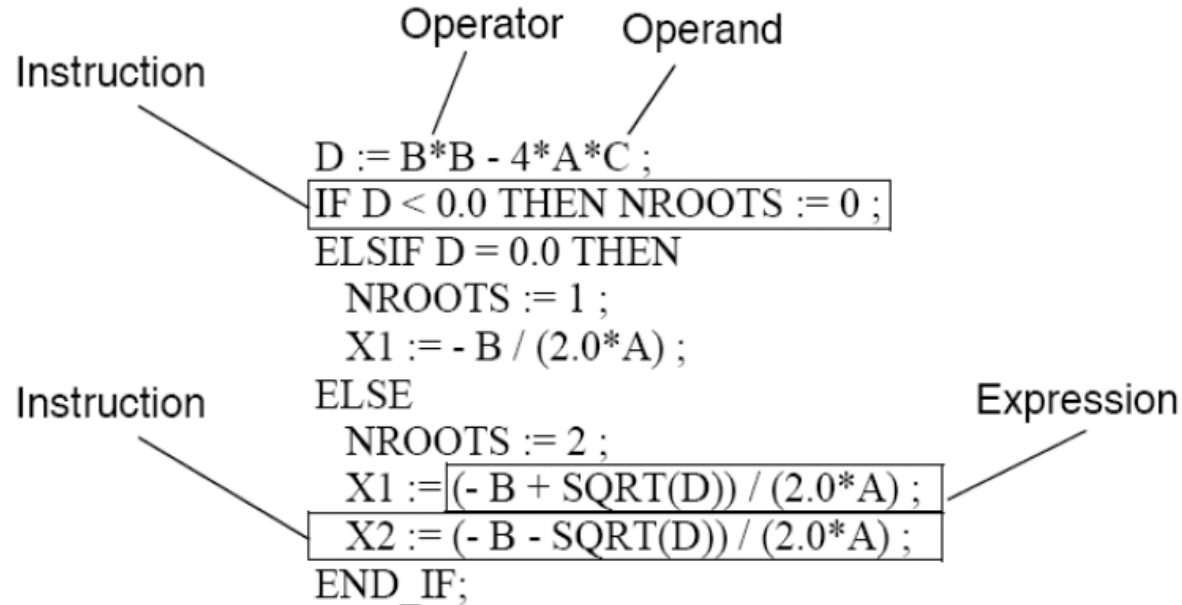 Operator Operand
Instruction
D := B*B - 4*A*C ;
IF D < 0.0 THEN NROOTS := 0 ;
ELSIF D = 0.0 THEN
NROOTS := 1 ;
X1 := - B / (2.0*A) ;
Instruction ELSE Expression
NROOTS := 2 ;
X1 := (- B + SQRT(D)) / (2.0*A) ;
X2 := (- B - SQRT(D)) / (2.0*A) ;
END_IF;